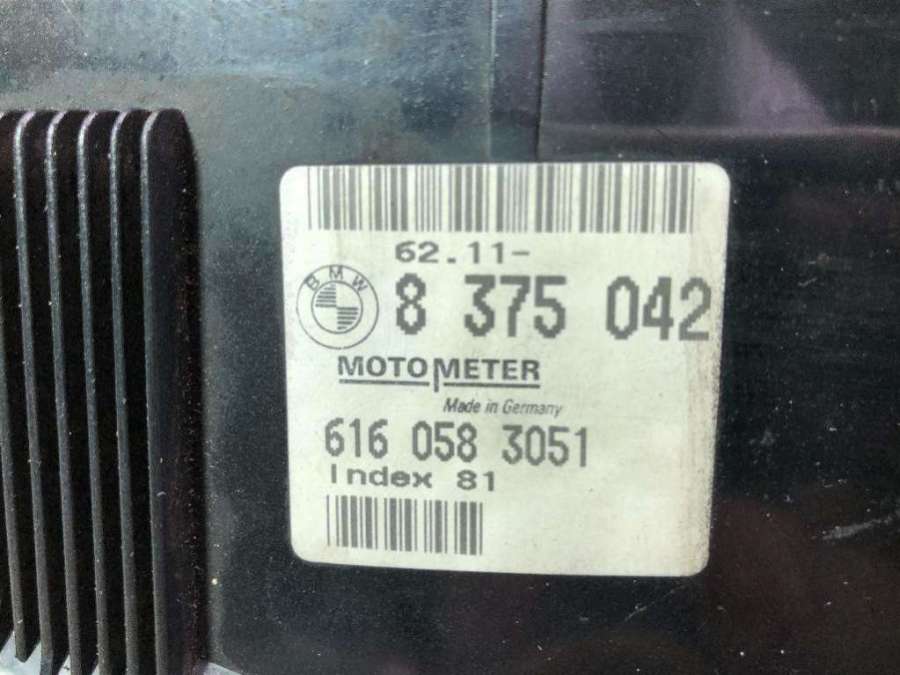 62.11-
BMW
8 375 042
MOTOMETER
Made in Germany
616 058 3051
Index 81